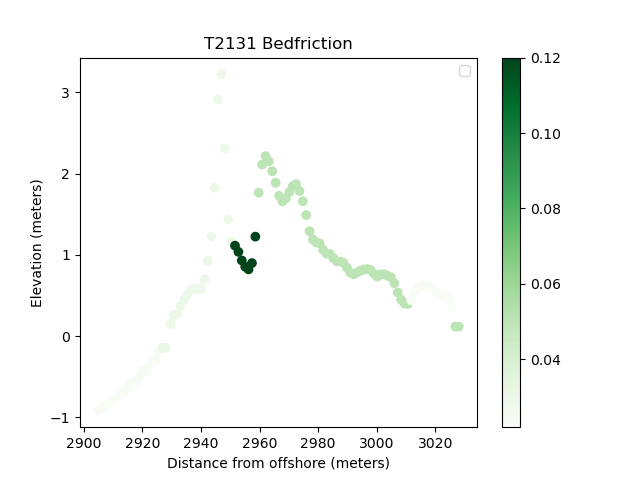 T2131 Bedfriction
Elevation (meters)
3
2
1
0
−1
2900 2920 2940 2960 2980 3000 3020
Distance from offshore (meters)
0.12
0.10
0.08
0.06
0.04